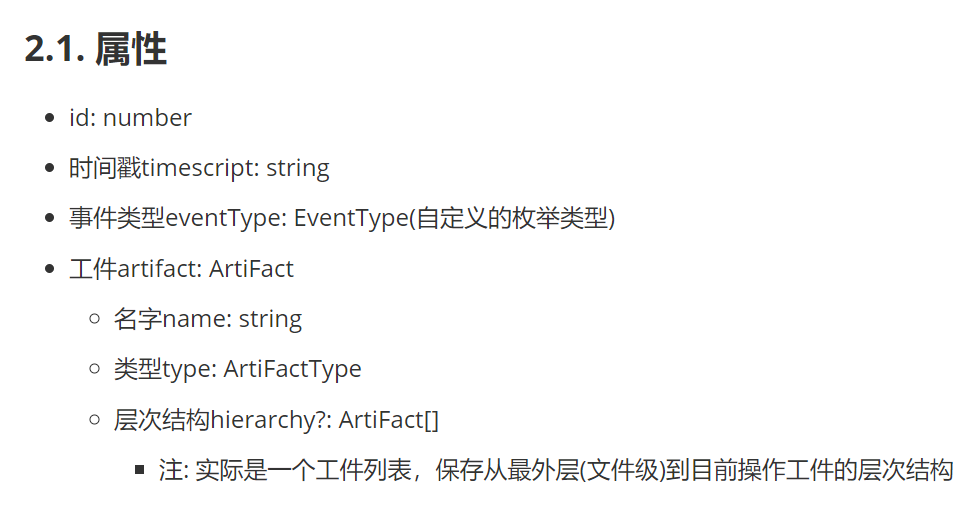 2.1. 属性
id: number
时间戳timescript: string
事件类型eventType: EventType(自定义的枚举类型)
工件artifact: ArtiFact
名字name: string
类型type: ArtiFactType
层次结构hierarchy?: ArtiFact[]
注: 实际是一个工件列表，保存从最外层(文件级)到目前操作工件的层次结构